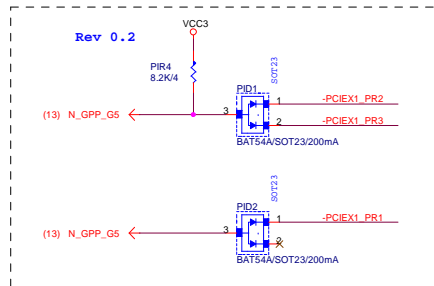 VCC3
Rev 0.2
PIR4
8.2K/4
SOT23
PID1
-PCIEX1_PR2
(13) N_GPP_G5
3
1
2
-PCIEX1_PR3
BAT54A/SOT23/200mA
SOT23
PID2
-PCIEX1_PR1
(13) N_GPP_G5
3
1
2
BAT54A/SOT23/200mA